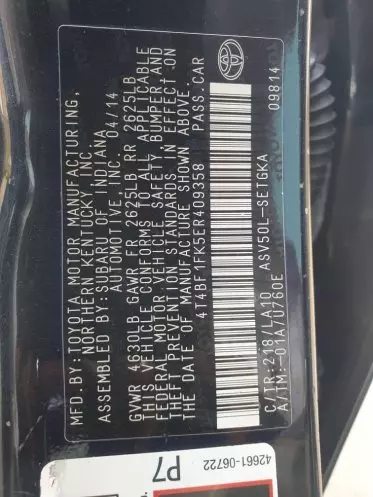 MFG.BY:TOYOTA MOTOR MANUFACTURING,
NORTHERN KENTUCKY, INC.
ASSEMBLED BY:SUBARU OF INDIANA
AUTOMOTIVE, INC. 04/14
GVWR 4630LB GAWR FR 2625LB RR 2625LB
THIS VEHICLE CONFORMS TO ALL APPLICABLE
FEDERAL MOTOR VEHICLE SAFETY, BUMPER AND
THEFT PREVENTION STANDARDS IN EFFECT ON
THE DATE OF MANUFACTURE SHOWN ABOVE.
4T4BF1FK5ER409358 PASS.CAR
C/TR:218/LA10 ASV50L-SETGKA
A/TM:-01A/U760E 09814
42661-06722
P7